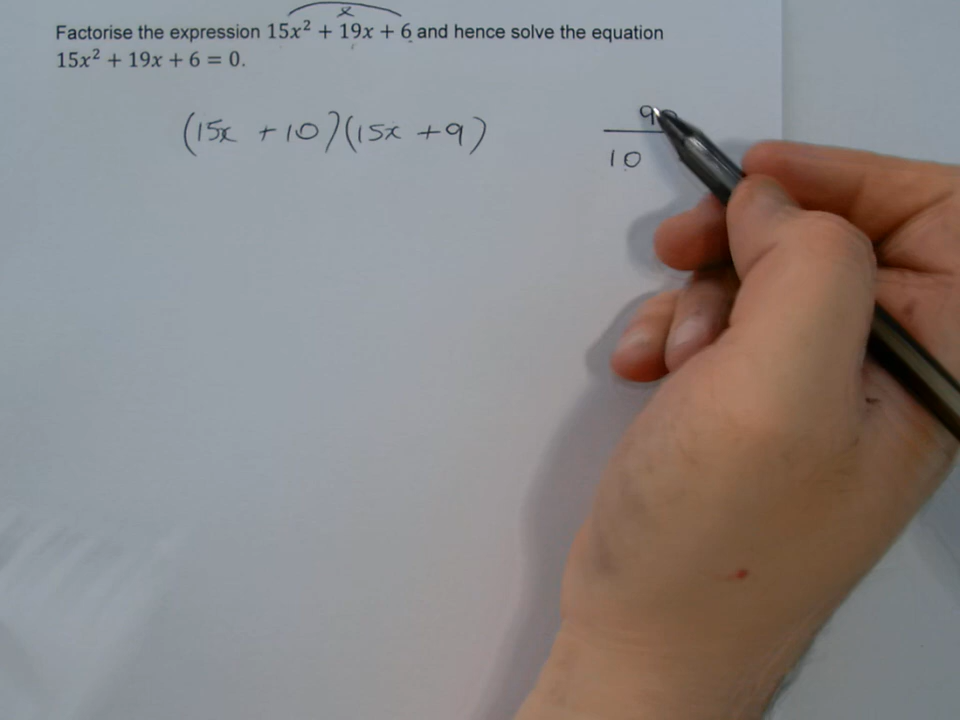 Factorise the expression 15x² + 19x + 6 and hence solve the equation
15x² + 19x + 6 = 0.
(15x + 10)(15x + 9)
10